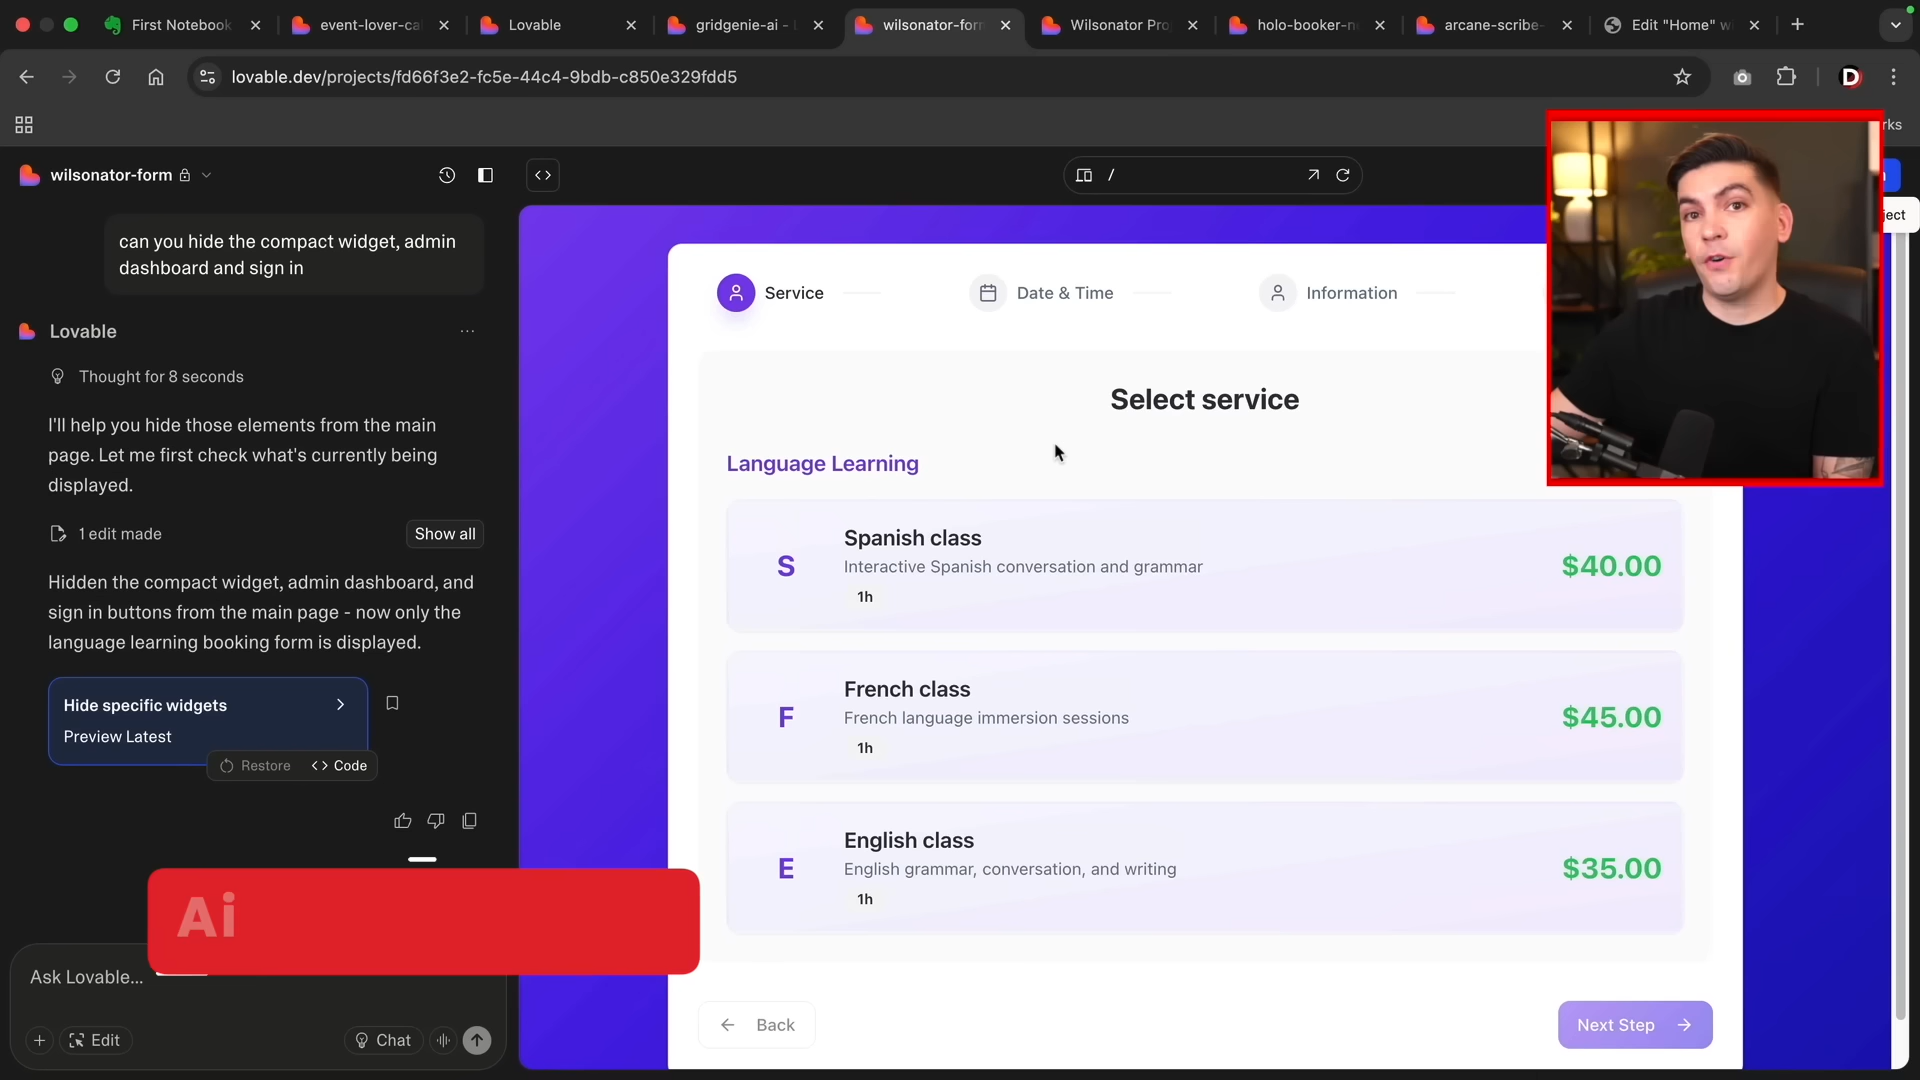 First Notebook
event-lover-ca
Lovable
gridgenie-ai -
wilsonator-form
Wilsonator Pro
holo-booker-n
arcane-scribe-
Edit "Home" w
lovable.dev/projects/fd66f3e2-fc5e-44c4-9bdb-c850e329fdd5
D
rks
wilsonator-form
/
ject
can you hide the compact widget, admin
dashboard and sign in
Lovable
Thought for 8 seconds
I'll help you hide those elements from the main
page. Let me first check what's currently being
displayed.
1 edit made
Show all
Hidden the compact widget, admin dashboard, and
sign in buttons from the main page - now only the
language learning booking form is displayed.
Hide specific widgets
Preview Latest
Restore
Code
Ai
Ask Lovable...
Edit
Chat
Service
Date & Time
Information
Select service
Language Learning
S
Spanish class
Interactive Spanish conversation and grammar
1h
$40.00
F
French class
French language immersion sessions
1h
$45.00
E
English class
English grammar, conversation, and writing
1h
$35.00
Back
Next Step